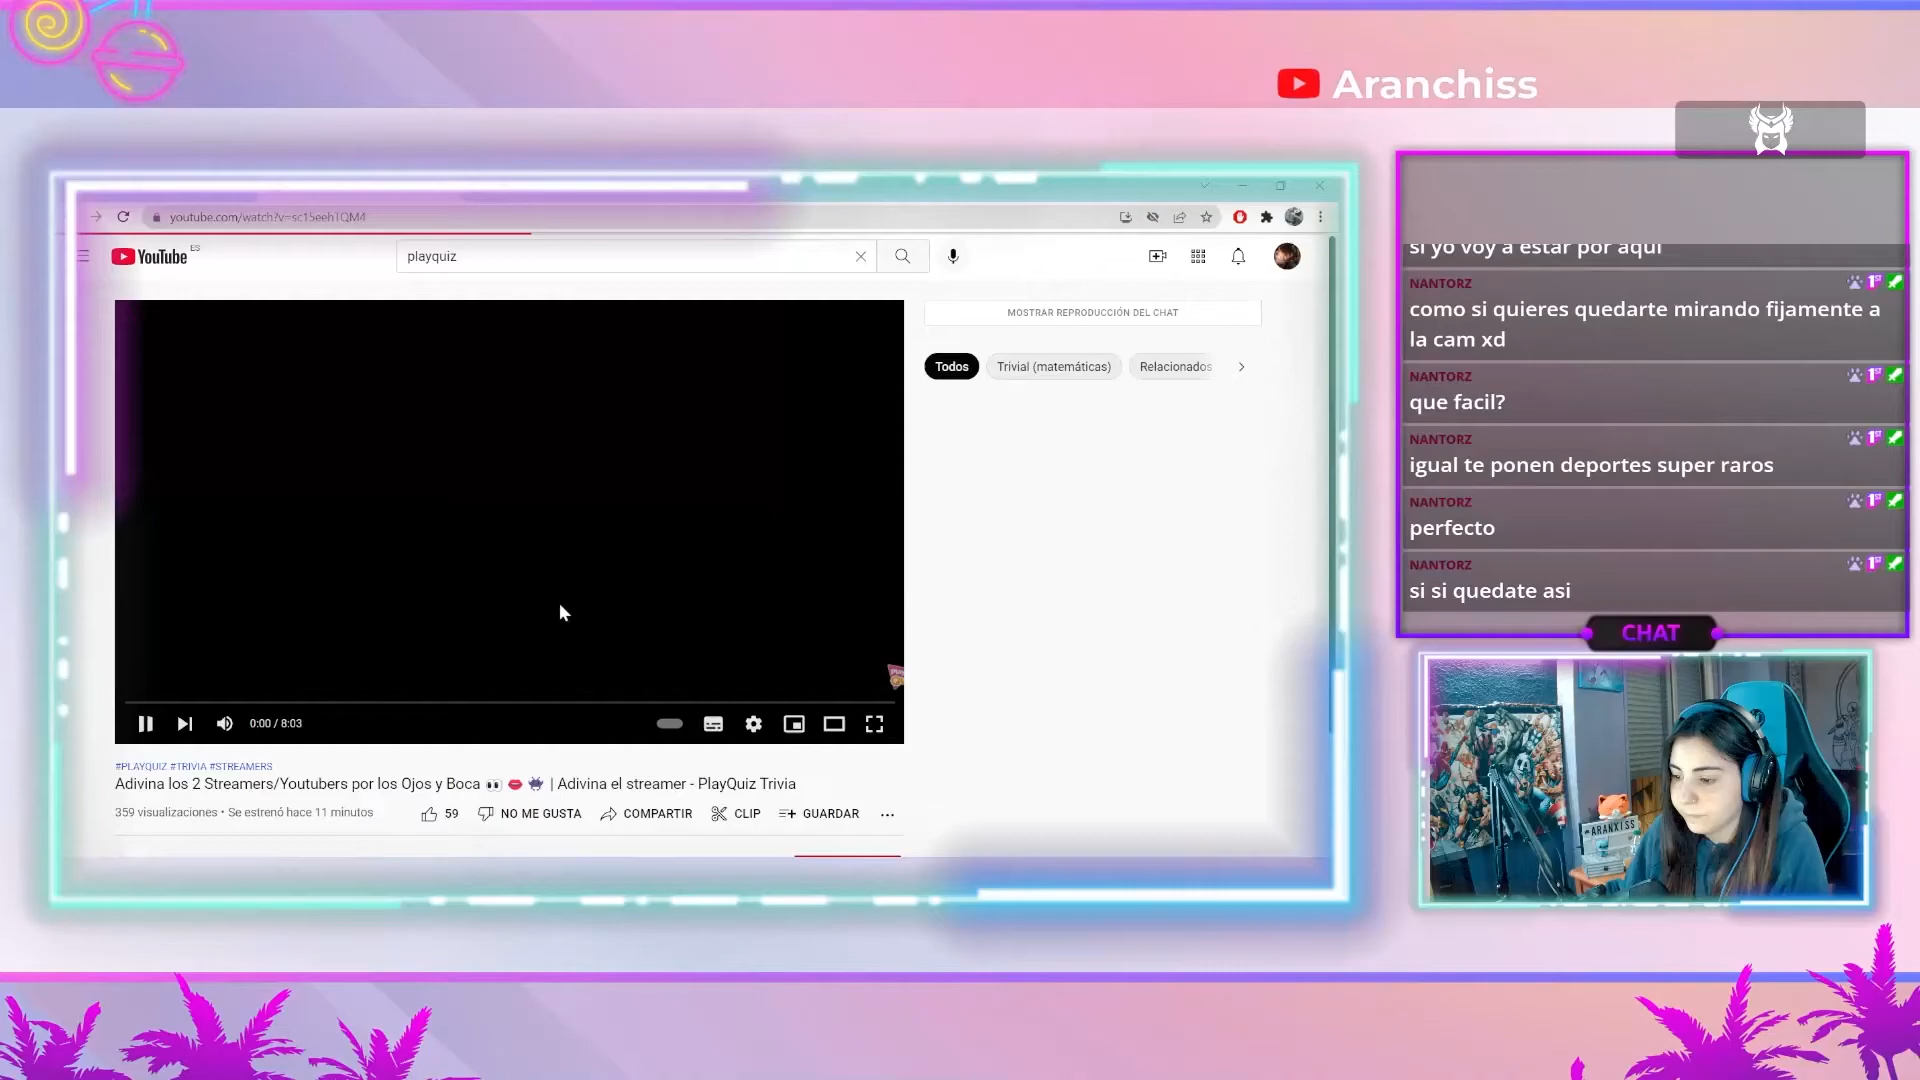 Aranchiss
youtube.com/watch?v=sc15eehTQM4
YouTube ES
playquiz
MOSTRAR REPRODUCCIÓN DEL CHAT
Todos
Trivial (matemáticas)
Relacionados
0:00 / 8:03
#PLAYQUIZ #TRIVIA #STREAMERS
Adivina los 2 Streamers/Youtubers por los Ojos y Boca 👀 👄 👾 | Adivina el streamer - PlayQuiz Trivia
359 visualizaciones • Se estrenó hace 11 minutos
59
NO ME GUSTA
COMPARTIR
CLIP
GUARDAR
si yo voy a estar por aqui
NANTORZ
como si quieres quedarte mirando fijamente a
la cam xd
NANTORZ
que facil?
NANTORZ
igual te ponen deportes super raros
NANTORZ
perfecto
NANTORZ
si si quedate asi
CHAT
ARANXISS